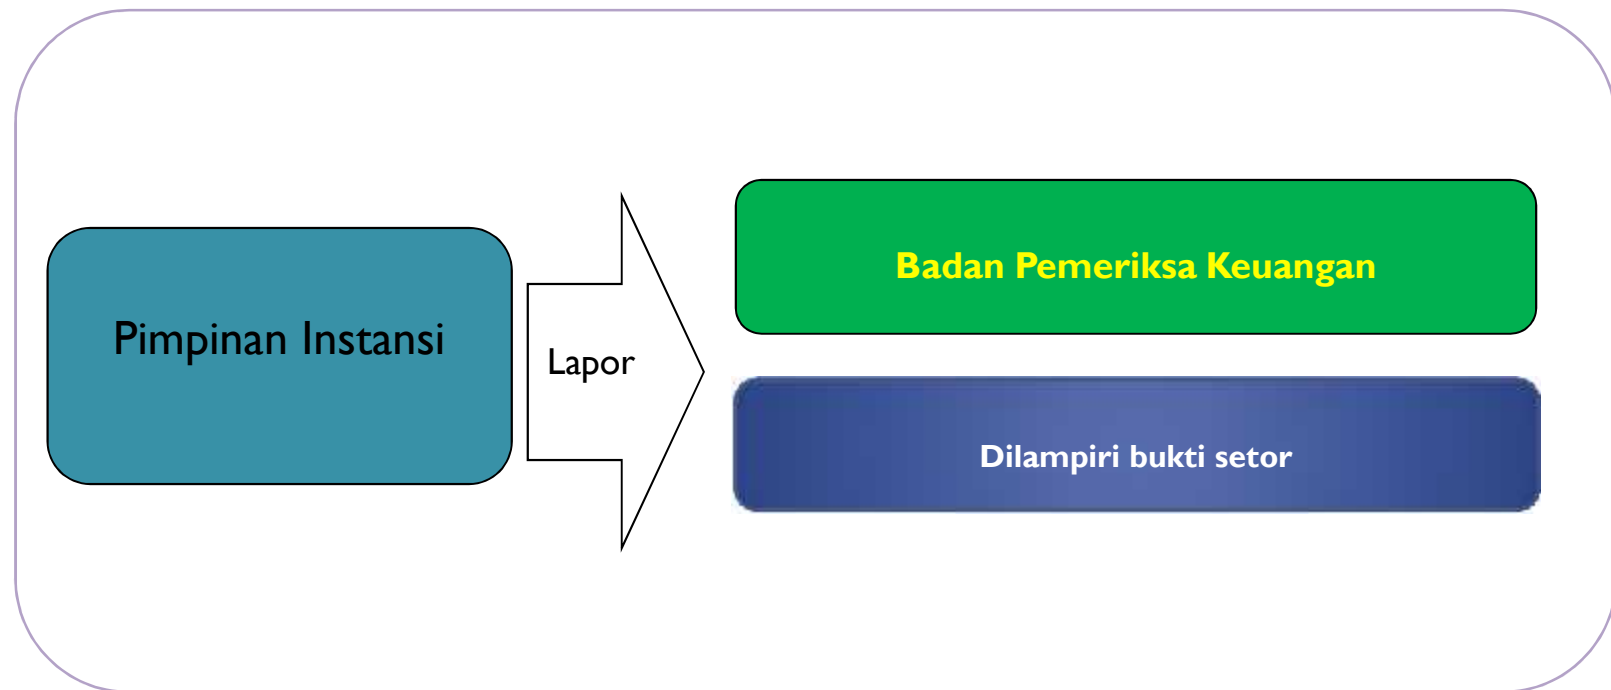 Pimpinan Instansi
Lapor
Badan Pemeriksa Keuangan
Dilampiri bukti setor